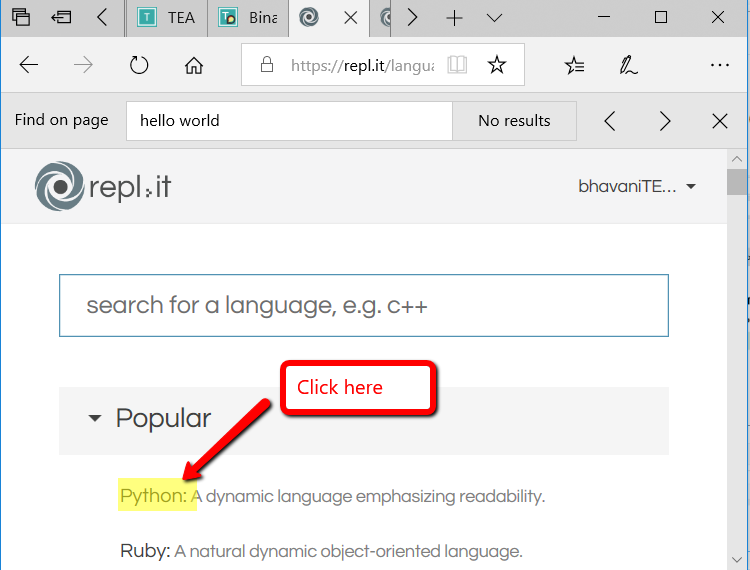 TEA Bina
https://repl.it/langua
Find on page hello world No results
repl.it bhavaniTE...
search for a language, e.g. c++
Click here
Popular
Python: A dynamic language emphasizing readability.
Ruby: A natural dynamic object-oriented language.